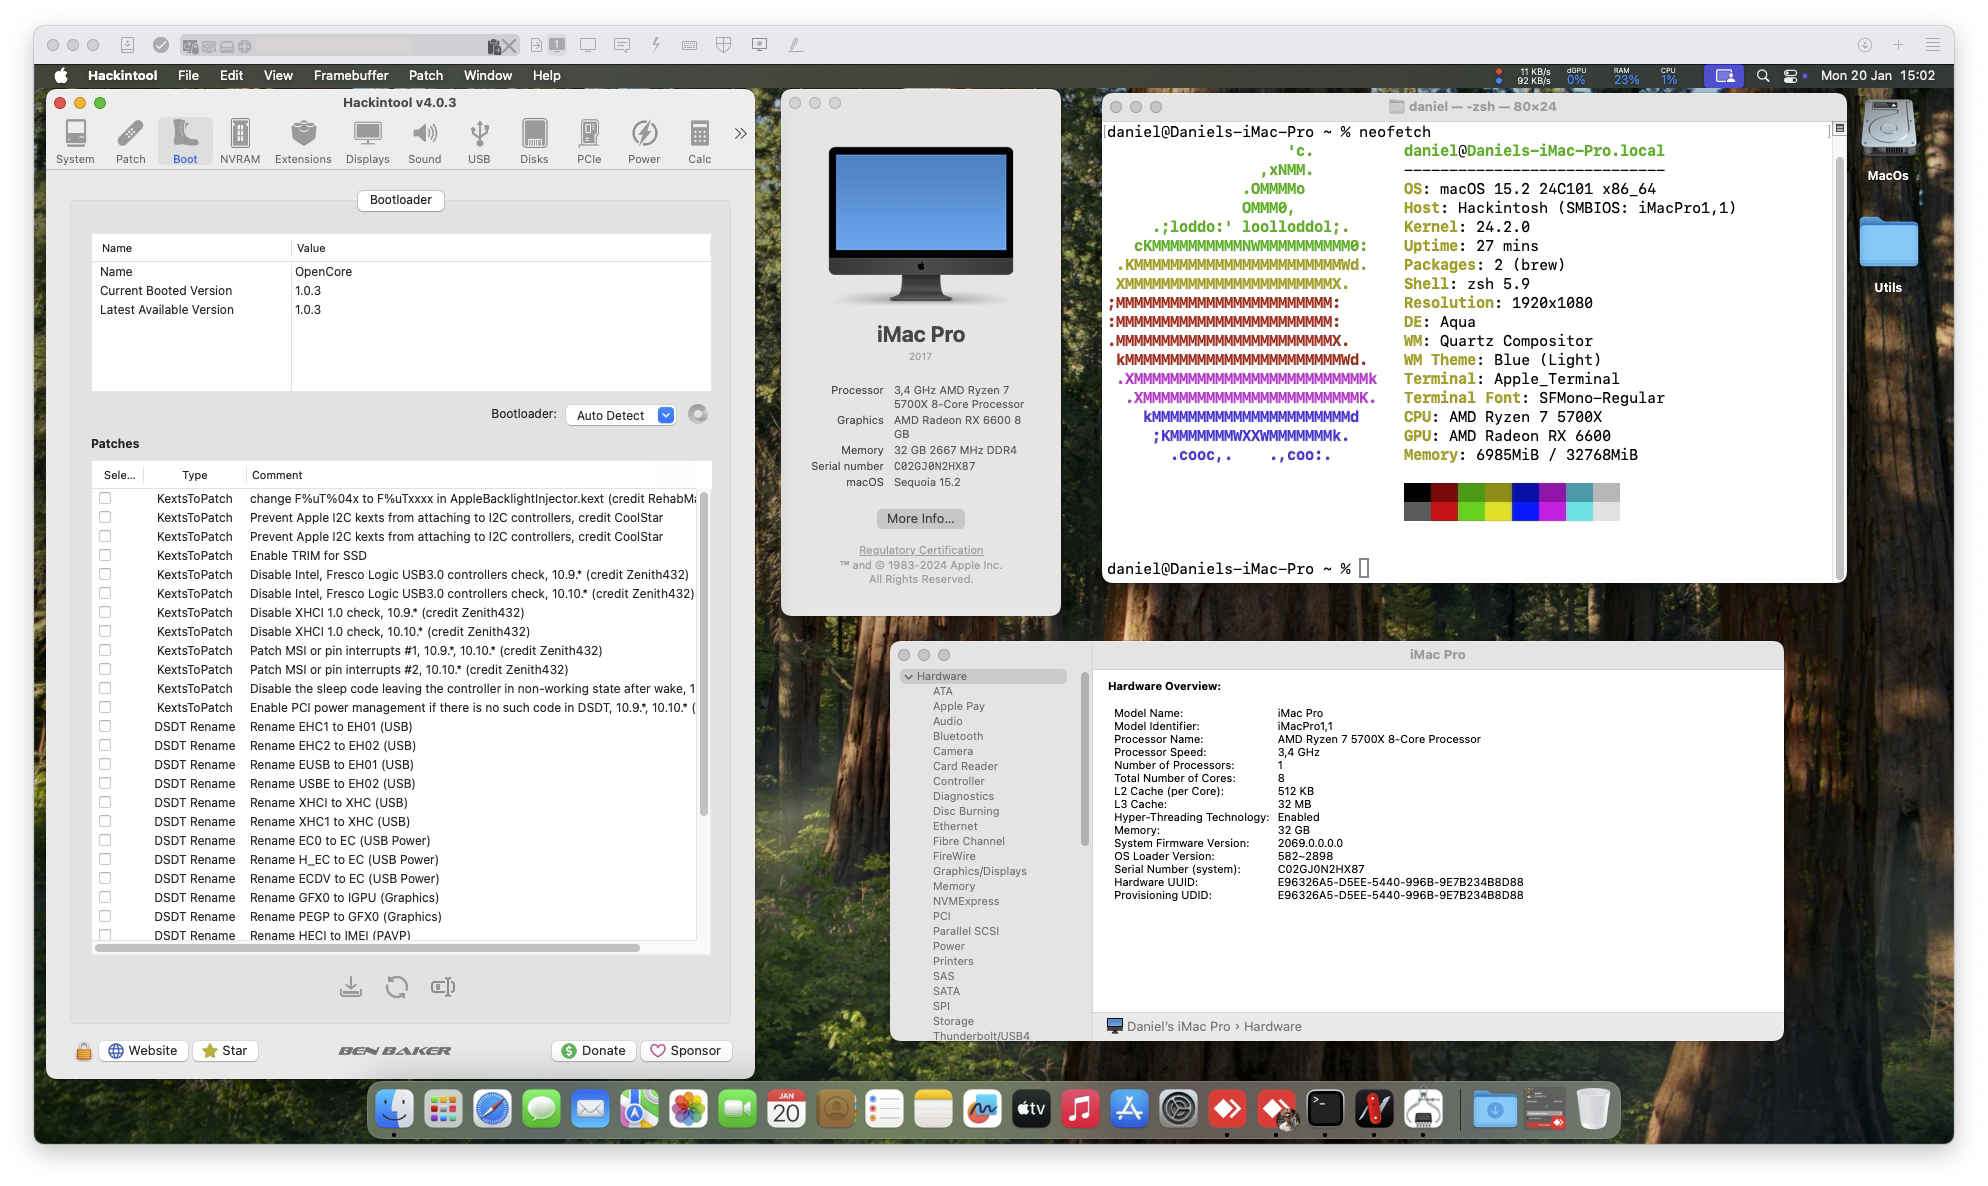 1
Hackintool File Edit View Framebuffer Patch Window Help
11 KB/s
92 KB/s
dGPU
0%
RAM
23%
CPU
1%
Mon 20 Jan 15:02
Hackintool v4.0.3
System Patch Boot NVRAM Extensions Displays Sound USB Disks PCIe Power Calc
Bootloader
Name Value
Name OpenCore
Current Booted Version 1.0.3
Latest Available Version 1.0.3
Bootloader: Auto Detect
Patches
Sele... Type Comment
KextsToPatch change F%uT%04x to F%uTxxxx in AppleBacklightInjector.kext (credit RehabMa
KextsToPatch Prevent Apple I2C kexts from attaching to I2C controllers, credit CoolStar
KextsToPatch Prevent Apple I2C kexts from attaching to I2C controllers, credit CoolStar
KextsToPatch Enable TRIM for SSD
KextsToPatch Disable Intel, Fresco Logic USB3.0 controllers check, 10.9.* (credit Zenith432)
KextsToPatch Disable Intel, Fresco Logic USB3.0 controllers check, 10.10.* (credit Zenith432)
KextsToPatch Disable XHCI 1.0 check, 10.9.* (credit Zenith432)
KextsToPatch Disable XHCI 1.0 check, 10.10.* (credit Zenith432)
KextsToPatch Patch MSI or pin interrupts #1, 10.9.*, 10.10.* (credit Zenith432)
KextsToPatch Patch MSI or pin interrupts #2, 10.10.* (credit Zenith432)
KextsToPatch Disable the sleep code leaving the controller in non-working state after wake, 1
KextsToPatch Enable PCI power management if there is no such code in DSDT, 10.9.*, 10.10.* (
DSDT Rename Rename EHC1 to EH01 (USB)
DSDT Rename Rename EHC2 to EH02 (USB)
DSDT Rename Rename EUSB to EH01 (USB)
DSDT Rename Rename USBE to EH02 (USB)
DSDT Rename Rename XHCI to XHC (USB)
DSDT Rename Rename XHC1 to XHC (USB)
DSDT Rename Rename EC0 to EC (USB Power)
DSDT Rename Rename H_EC to EC (USB Power)
DSDT Rename Rename ECDV to EC (USB Power)
DSDT Rename Rename GFX0 to IGPU (Graphics)
DSDT Rename Rename PEGP to GFX0 (Graphics)
DSDT Rename Rename HECI to IMEI (PAVP)
Website Star BEN BAKER Donate Sponsor
iMac Pro
2017
Processor 3,4 GHz AMD Ryzen 7
5700X 8-Core Processor
Graphics AMD Radeon RX 6600 8
GB
Memory 32 GB 2667 MHz DDR4
Serial number C02GJ0N2HX87
macOS Sequoia 15.2
More Info...
Regulatory Certification
™ and © 1983-2024 Apple Inc.
All Rights Reserved.
daniel — -zsh — 80×24
[daniel@Daniels-iMac-Pro ~ % neofetch ]
'c. daniel@Daniels-iMac-Pro.local
,xNMM. -----------------------------
.OMMMMo OS: macOS 15.2 24C101 x86_64
OMMM0, Host: Hackintosh (SMBIOS: iMacPro1,1)
.;loddo:' loolloddol;. Kernel: 24.2.0
cKMMMMMMMMMMNWMMMMMMMMMM0: Uptime: 27 mins
.KMMMMMMMMMMMMMMMMMMMMMMMWd. Packages: 2 (brew)
XMMMMMMMMMMMMMMMMMMMMMMMX. Shell: zsh 5.9
;MMMMMMMMMMMMMMMMMMMMMMMM: Resolution: 1920x1080
:MMMMMMMMMMMMMMMMMMMMMMMM: DE: Aqua
.MMMMMMMMMMMMMMMMMMMMMMMMX. WM: Quartz Compositor
kMMMMMMMMMMMMMMMMMMMMMMMMWd. WM Theme: Blue (Light)
.XMMMMMMMMMMMMMMMMMMMMMMMMMMk Terminal: Apple_Terminal
.XMMMMMMMMMMMMMMMMMMMMMMMMK. Terminal Font: SFMono-Regular
kMMMMMMMMMMMMMMMMMMMMMMd CPU: AMD Ryzen 7 5700X
;KMMMMMMMWXXWMMMMMMMk. GPU: AMD Radeon RX 6600
.cooc,. .,coo:. Memory: 6985MiB / 32768MiB
daniel@Daniels-iMac-Pro ~ %
MacOs
Utils
iMac Pro
Hardware
ATA
Apple Pay
Audio
Bluetooth
Camera
Card Reader
Controller
Diagnostics
Disc Burning
Ethernet
Fibre Channel
FireWire
Graphics/Displays
Memory
NVMExpress
PCI
Parallel SCSI
Power
Printers
SAS
SATA
SPI
Storage
Thunderbolt/USB4
Hardware Overview:
Model Name: iMac Pro
Model Identifier: iMacPro1,1
Processor Name: AMD Ryzen 7 5700X 8-Core Processor
Processor Speed: 3,4 GHz
Number of Processors: 1
Total Number of Cores: 8
L2 Cache (per Core): 512 KB
L3 Cache: 32 MB
Hyper-Threading Technology: Enabled
Memory: 32 GB
System Firmware Version: 2069.0.0.0.0
OS Loader Version: 582~2898
Serial Number (system): C02GJ0N2HX87
Hardware UUID: E96326A5-D5EE-5440-996B-9E7B234B8D88
Provisioning UDID: E96326A5-D5EE-5440-996B-9E7B234B8D88
Daniel's iMac Pro › Hardware
JAN
20
tv